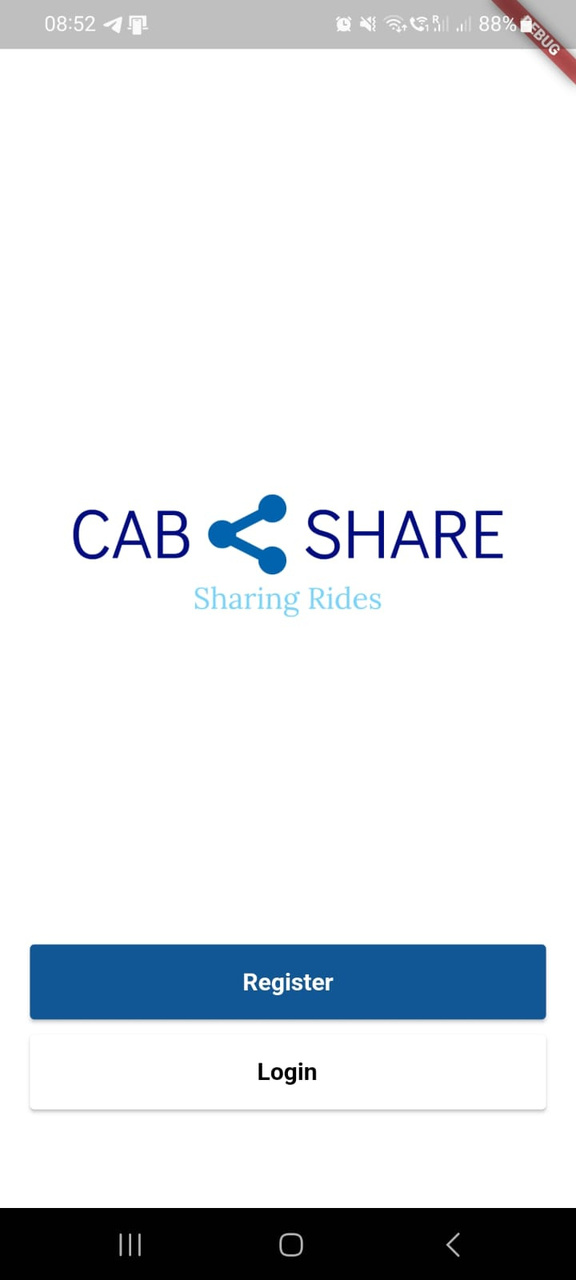 08:52 88%
DEBUG
CAB SHARE
Sharing Rides
Register
Login